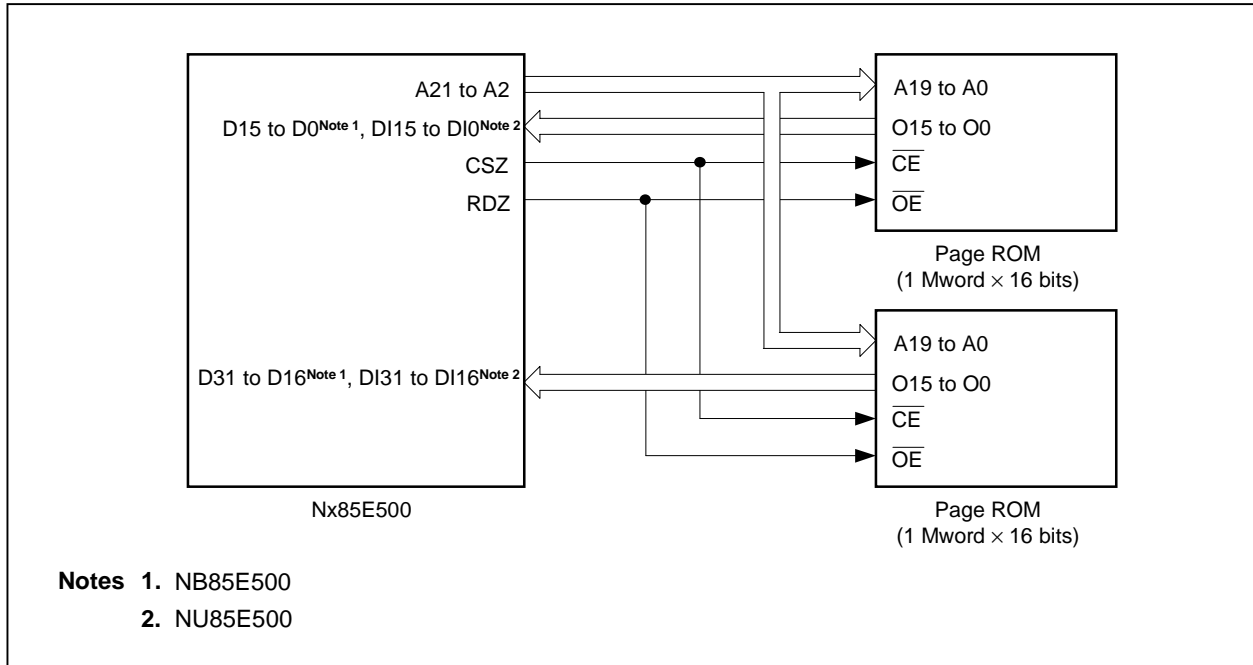 A21 to A2
D15 to D0Note 1, DI15 to DI0Note 2
CSZ
RDZ
D31 to D16Note 1, DI31 to DI16Note 2
Nx85E500
A19 to A0
O15 to O0
CE
OE
Page ROM
(1 Mword × 16 bits)
A19 to A0
O15 to O0
CE
OE
Page ROM
(1 Mword × 16 bits)
Notes 1. NB85E500
2. NU85E500